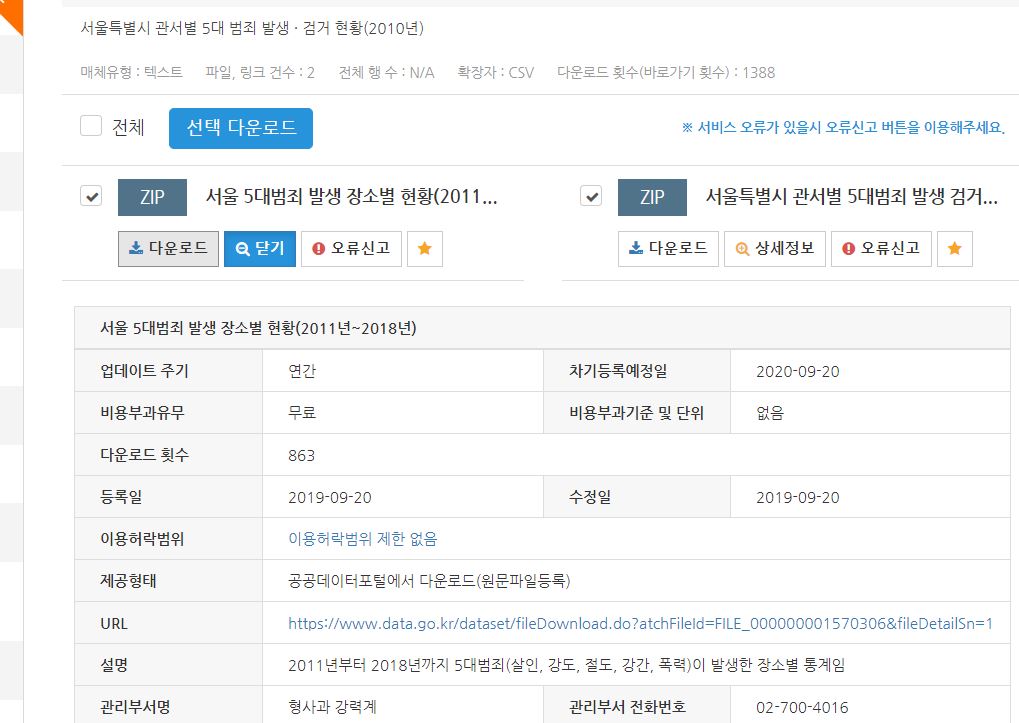 서울특별시 관서별 5대 범죄 발생 · 검거 현황(2010년)
매체유형 : 텍스트 파일, 링크 건수 : 2 전체 행 수 : N/A 확장자 : CSV 다운로드 횟수(바로가기 횟수) : 1388
전체 선택 다운로드 ※ 서비스 오류가 있을시 오류신고 버튼을 이용해주세요.
ZIP 서울 5대범죄 발생 장소별 현황(2011... ZIP 서울특별시 관서별 5대범죄 발생 검거...
다운로드 닫기 오류신고 다운로드 상세정보 오류신고
서울 5대범죄 발생 장소별 현황(2011년~2018년)
업데이트 주기 연간 차기등록예정일 2020-09-20
비용부과유무 무료 비용부과기준 및 단위 없음
다운로드 횟수 863
등록일 2019-09-20 수정일 2019-09-20
이용허락범위 이용허락범위 제한 없음
제공형태 공공데이터포털에서 다운로드(원문파일등록)
URL https://www.data.go.kr/dataset/fileDownload.do?atchFileId=FILE_000000001570306&fileDetailSn=1
설명 2011년부터 2018년까지 5대범죄(살인, 강도, 절도, 강간, 폭력)이 발생한 장소별 통계임
관리부서명 형사과 강력계 관리부서 전화번호 02-700-4016